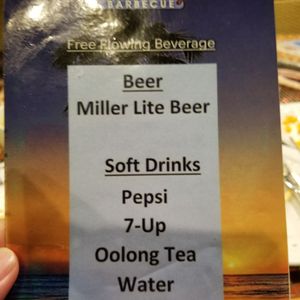 BARBECUE
Free Flowing Beverage
Beer
Miller Lite Beer
Soft Drinks
Pepsi
7-Up
Oolong Tea
Water